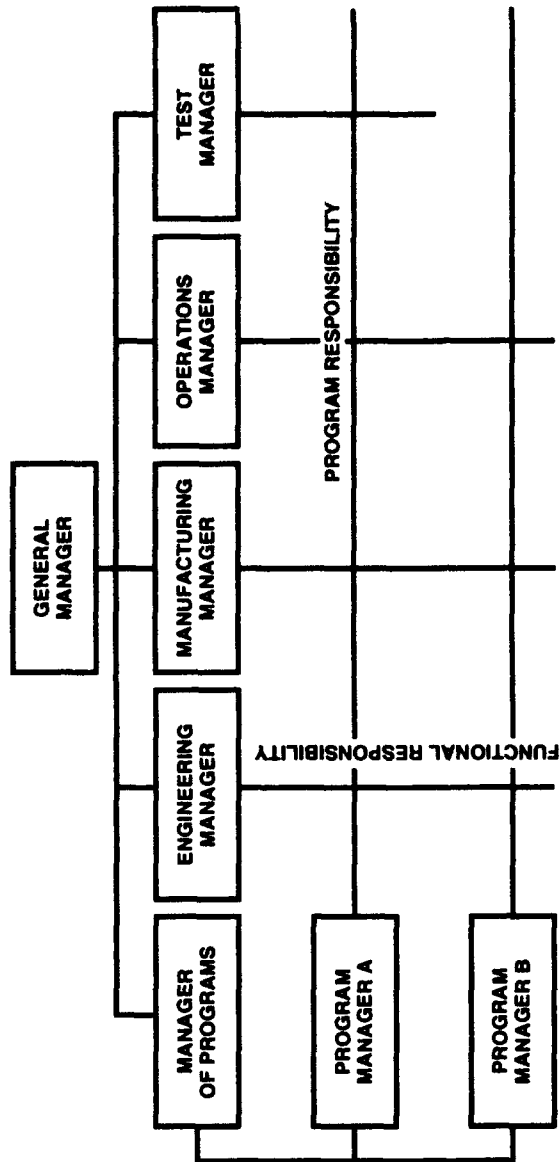 GENERAL
MANAGER
MANAGER
OF PROGRAMS
ENGINEERING
MANAGER
MANUFACTURING
MANAGER
OPERATIONS
MANAGER
TEST
MANAGER
PROGRAM
MANAGER A
PROGRAM
MANAGER B
PROGRAM RESPONSIBILITY
FUNCTIONAL RESPONSIBILITY